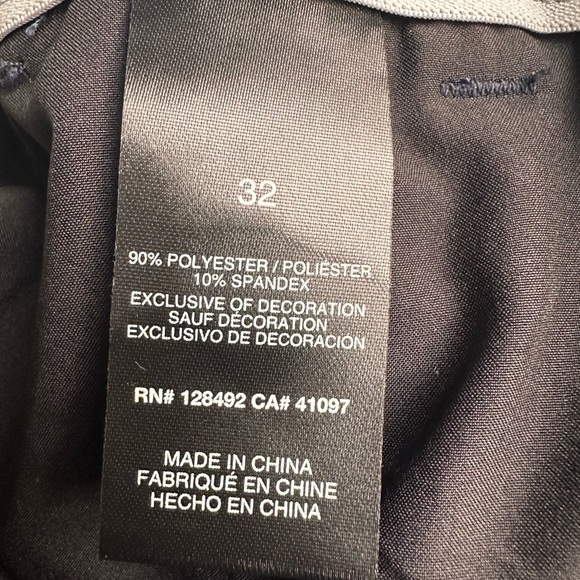 32
90% POLYESTER / POLIÉSTER
10% SPANDEX
EXCLUSIVE OF DECORATION
SAUF DÉCORATION
EXCLUSIVO DE DECORACION
RN# 128492 CA# 41097
MADE IN CHINA
FABRIQUÉ EN CHINE
HECHO EN CHINA